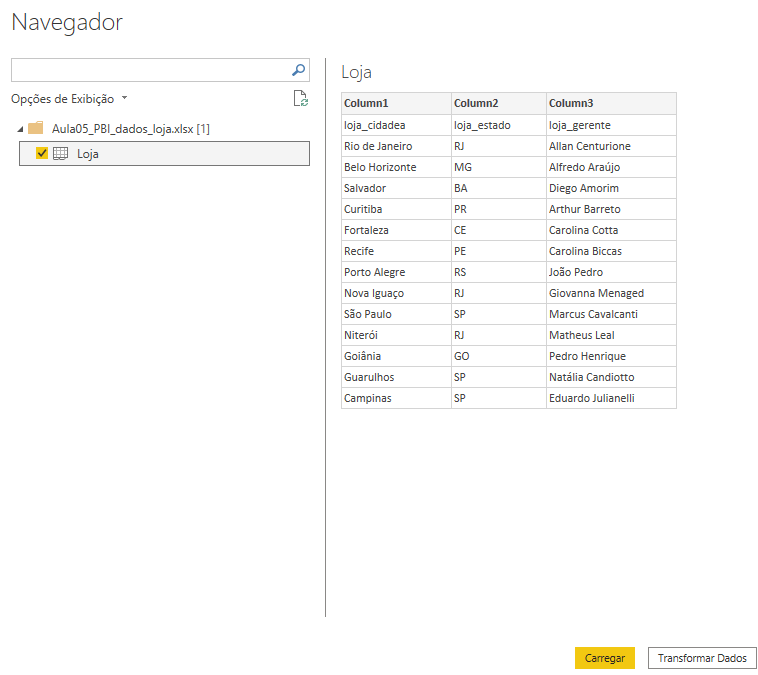 Navegador
Opções de Exibição
Aula05_PBI_dados_loja.xlsx [1]
Loja
Loja
Column1 Column2 Column3
loja_cidadea loja_estado loja_gerente
Rio de Janeiro RJ Allan Centurione
Belo Horizonte MG Alfredo Araújo
Salvador BA Diego Amorim
Curitiba PR Arthur Barreto
Fortaleza CE Carolina Cotta
Recife PE Carolina Biccas
Porto Alegre RS João Pedro
Nova Iguaço RJ Giovanna Menaged
São Paulo SP Marcus Cavalcanti
Niterói RJ Matheus Leal
Goiânia GO Pedro Henrique
Guarulhos SP Natália Candiotto
Campinas SP Eduardo Julianelli
Carregar Transformar Dados